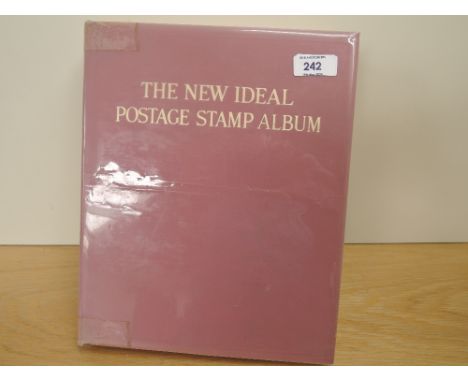 THE NEW IDEAL
POSTAGE STAMP ALBUM
242